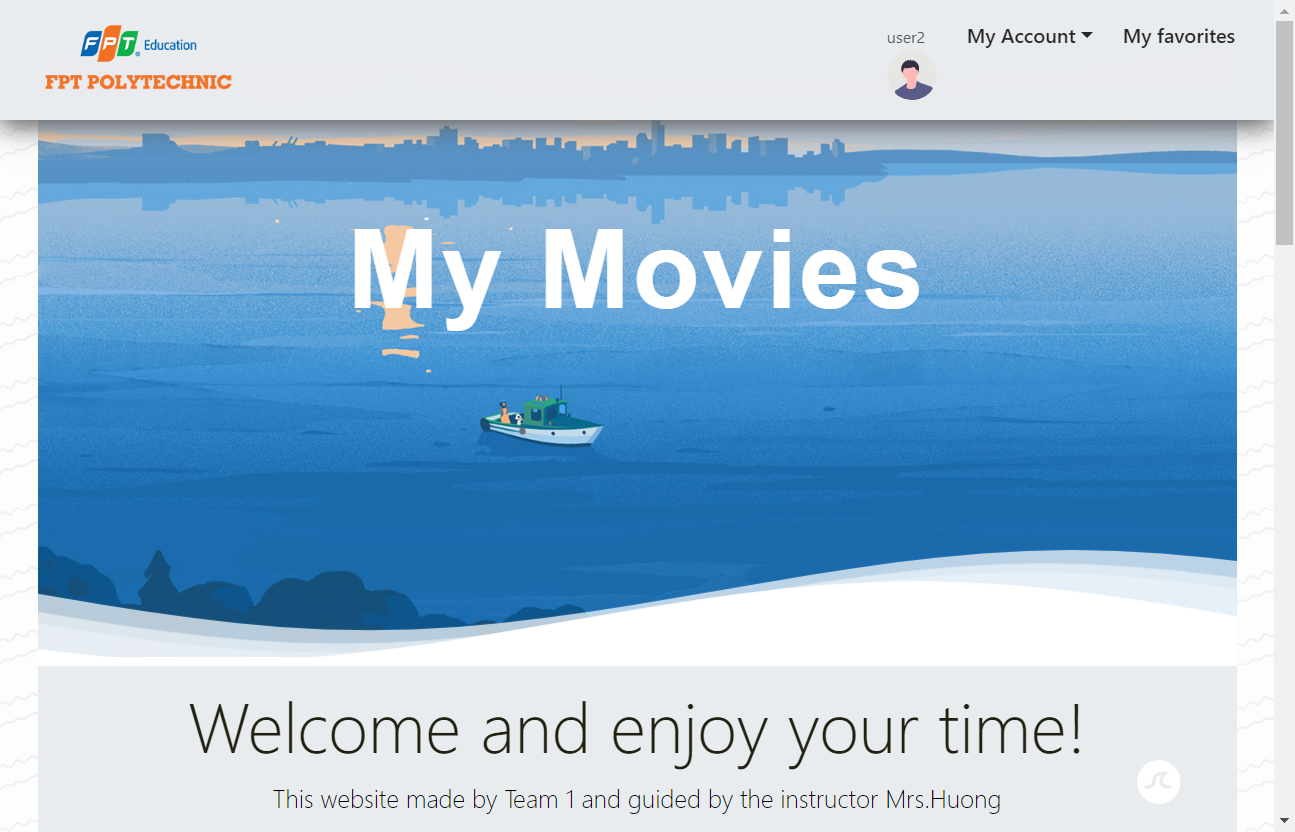 FPT Education
FPT POLYTECHNIC
user2
My Account
My favorites
My Movies
Welcome and enjoy your time!
This website made by Team 1 and guided by the instructor Mrs.Huong